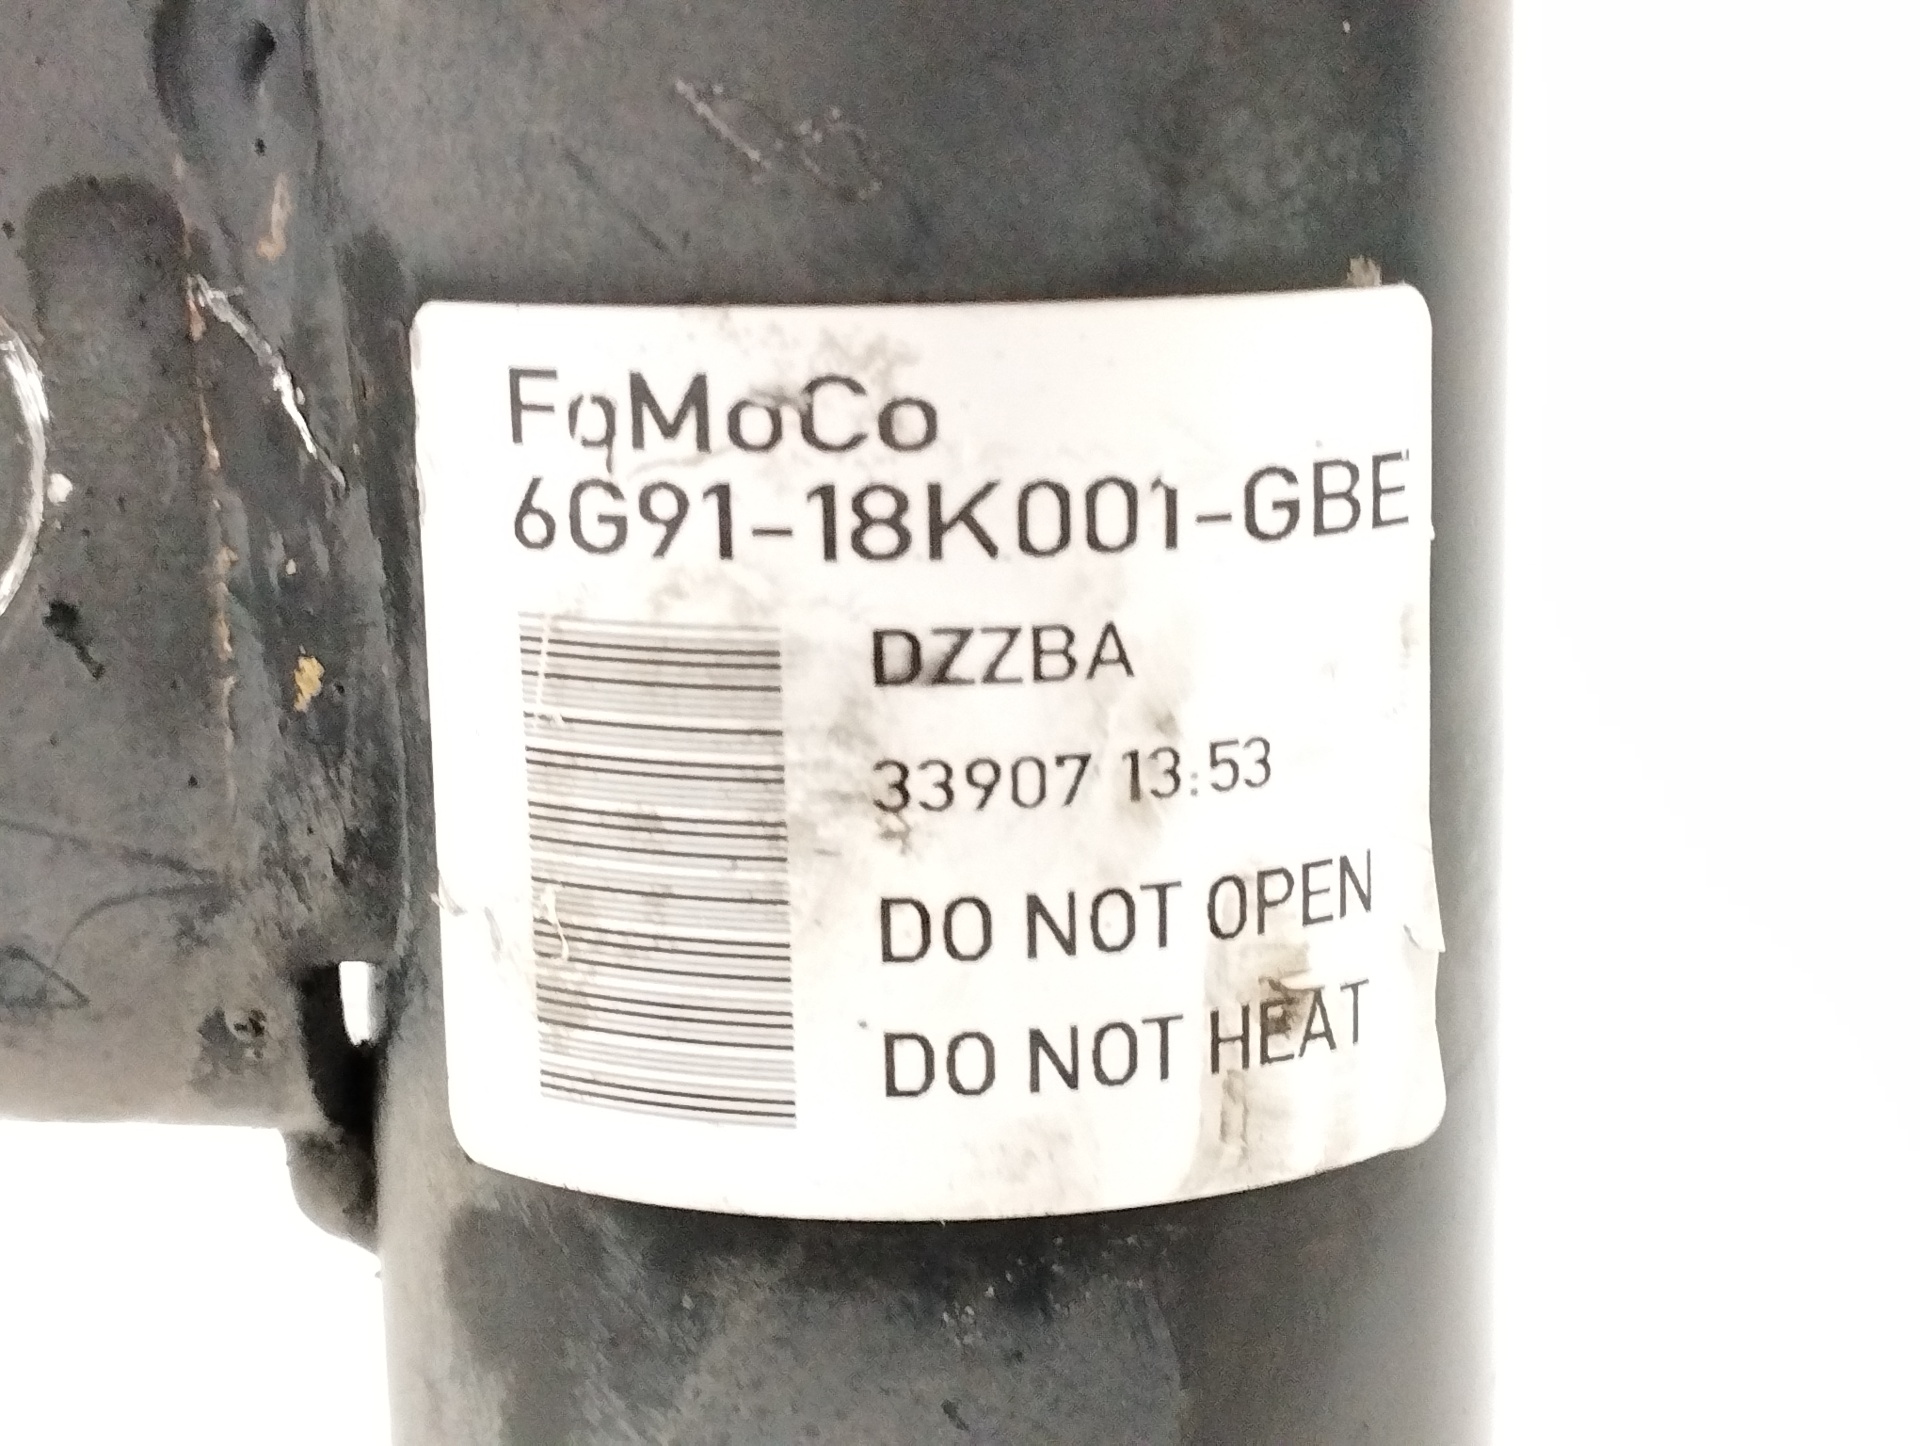 FoMoCo
6G91-18K001-GBE
DZZBA
33907 13:53
DO NOT OPEN
DO NOT HEAT